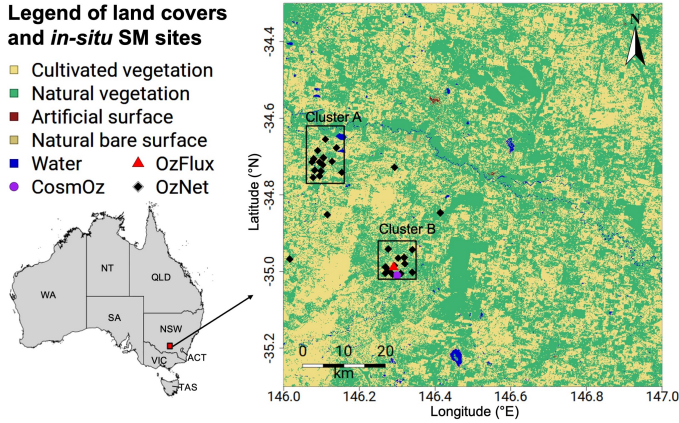 Legend of land covers
and in-situ SM sites
Cultivated vegetation
Natural vegetation
Artificial surface
Natural bare surface
Water
OzFlux
CosmOz
OzNet
WA
NT
QLD
SA
NSW
VIC
ACT
TAS
N
Cluster A
Cluster B
0 10 20
km
Latitude (°N)
-34.4
-34.6
-34.8
-35.0
-35.2
146.0 146.2 146.4 146.6 146.8 147.0
Longitude (°E)